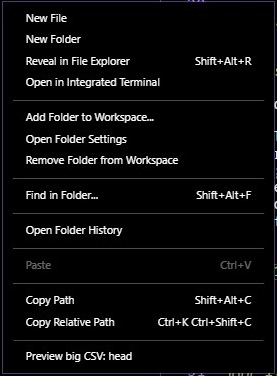 New File
New Folder
Reveal in File Explorer Shift+Alt+R
Open in Integrated Terminal
Add Folder to Workspace...
Open Folder Settings
Remove Folder from Workspace
Find in Folder... Shift+Alt+F
Open Folder History
Paste Ctrl+V
Copy Path Shift+Alt+C
Copy Relative Path Ctrl+K Ctrl+Shift+C
Preview big CSV: head